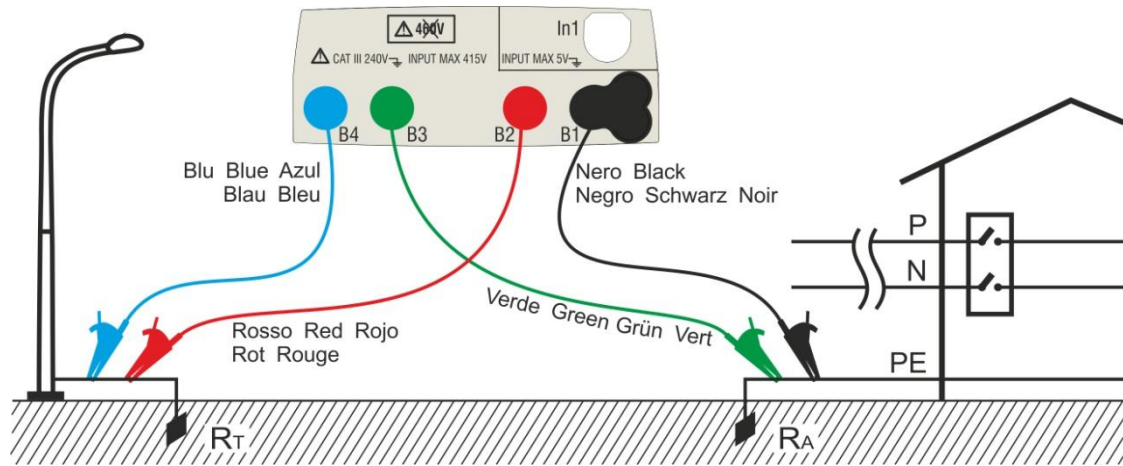 460V
In1
CAT III 240V INPUT MAX 415V
INPUT MAX 5V
B4
B3
B2
B1
Blu Blue Azul
Blau Bleu
Nero Black
Negro Schwarz Noir
P
N
Verde Green Grün Vert
Rosso Red Rojo
Rot Rouge
PE
RT
RA